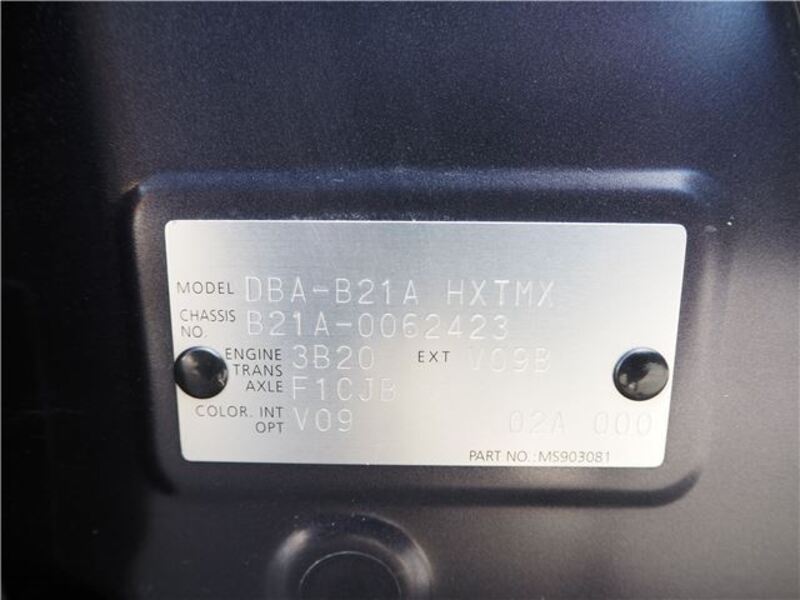 MODEL DBA-B21A HXTMX
CHASSIS NO. B21A-0062423
ENGINE 3B20 EXT V09B
TRANS AXLE F1CJB
COLOR. INT OPT V09 02A 000
PART NO.: MS903081